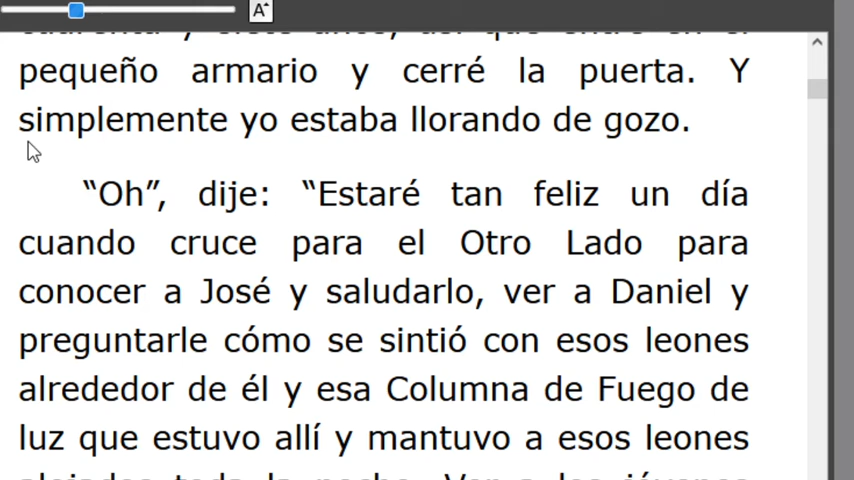 A
pequeño armario y cerré la puerta. Y
simplemente yo estaba llorando de gozo.
“Oh”, dije: “Estaré tan feliz un día
cuando cruce para el Otro Lado para
conocer a José y saludarlo, ver a Daniel y
preguntarle cómo se sintió con esos leones
alrededor de él y esa Columna de Fuego de
luz que estuvo allí y mantuvo a esos leones